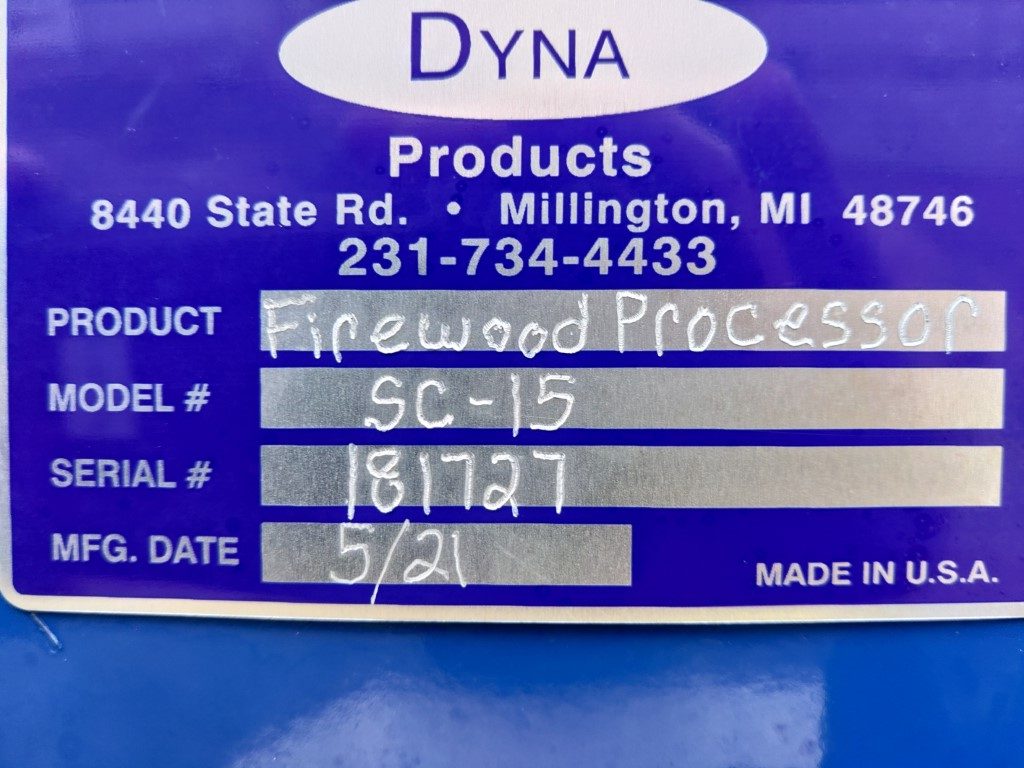 DYNA
Products
8440 State Rd. • Millington, MI 48746
231-734-4433
PRODUCT Firewood Processor
MODEL # SC-15
SERIAL # 181727
MFG. DATE 5/21
MADE IN U.S.A.